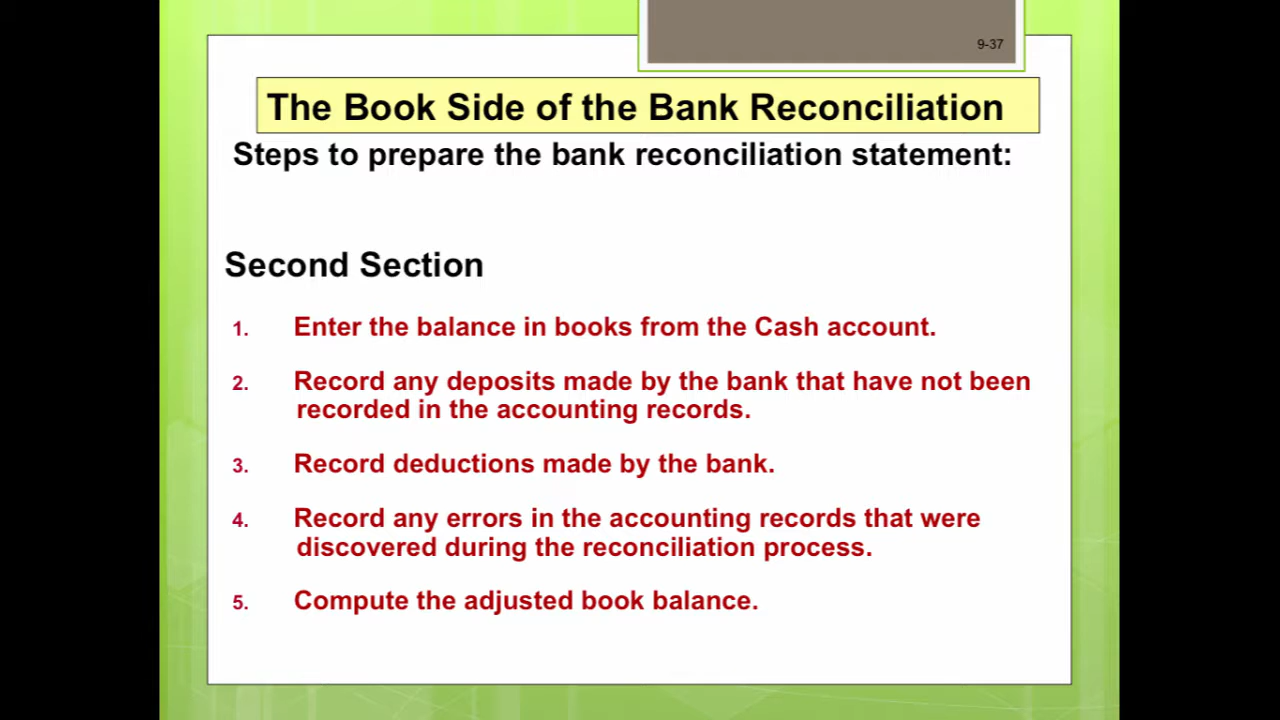 9-37
The Book Side of the Bank Reconciliation
Steps to prepare the bank reconciliation statement:
Second Section
1. Enter the balance in books from the Cash account.
2. Record any deposits made by the bank that have not been
recorded in the accounting records.
3. Record deductions made by the bank.
4. Record any errors in the accounting records that were
discovered during the reconciliation process.
5. Compute the adjusted book balance.